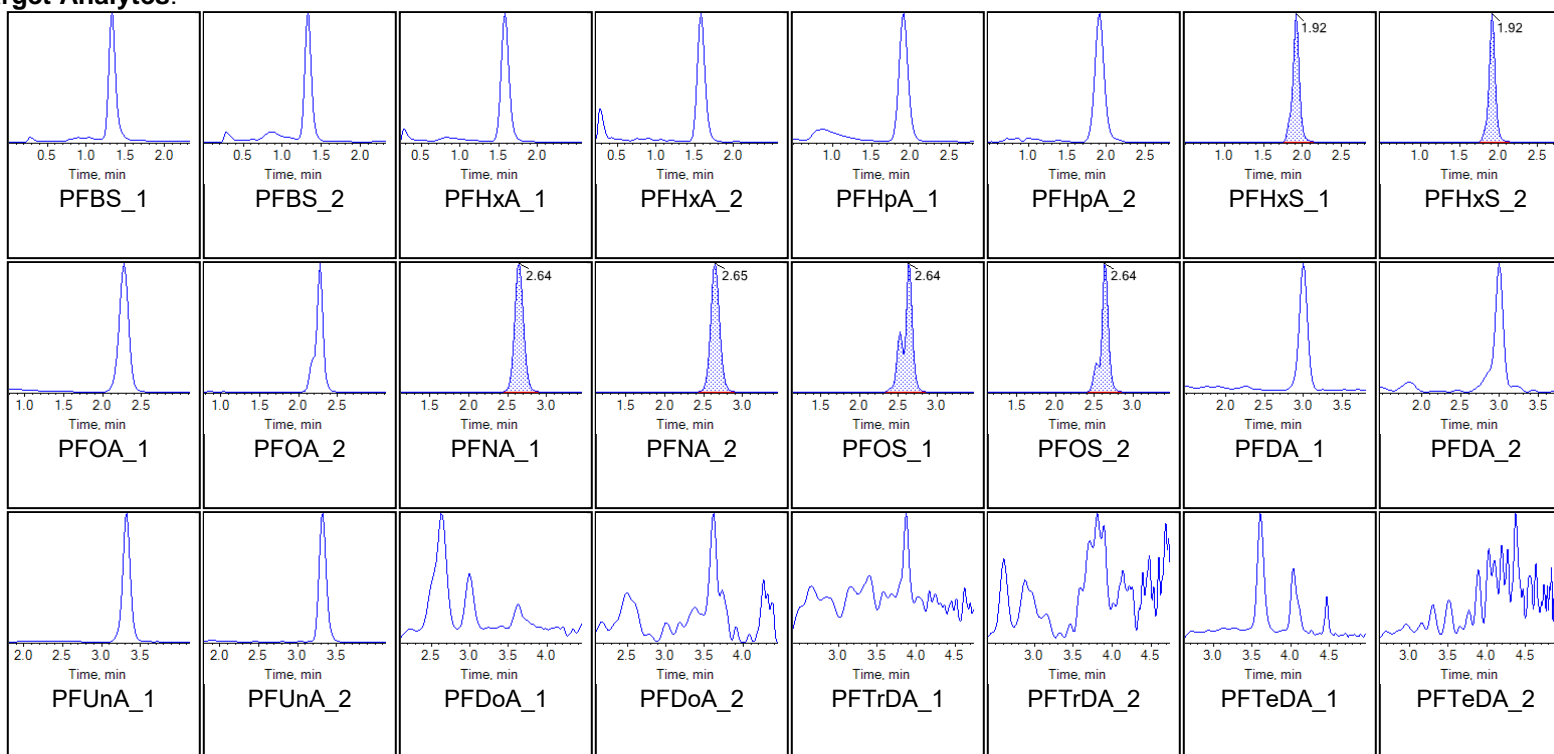 arget Analytes:
1.92 1.92
0.5 1.0 1.5 2.0 0.5 1.0 1.5 2.0 0.5 1.0 1.5 2.0 0.5 1.0 1.5 2.0 1.0 1.5 2.0 2.5 1.0 1.5 2.0 2.5 1.0 1.5 2.0 2.5 1.0 1.5 2.0 2.5
Time, min Time, min Time, min Time, min Time, min Time, min Time, min Time, min
PFBS_1 PFBS_2 PFHxA_1 PFHxA_2 PFHpA_1 PFHpA_2 PFHxS_1 PFHxS_2
2.64 2.65 2.64 2.64
1.0 1.5 2.0 2.5 1.0 1.5 2.0 2.5 1.5 2.0 2.5 3.0 1.5 2.0 2.5 3.0 1.5 2.0 2.5 3.0 1.5 2.0 2.5 3.0 2.0 2.5 3.0 3.5 2.0 2.5 3.0 3.5
Time, min Time, min Time, min Time, min Time, min Time, min Time, min Time, min
PFOA_1 PFOA_2 PFNA_1 PFNA_2 PFOS_1 PFOS_2 PFDA_1 PFDA_2
2.0 2.5 3.0 3.5 2.0 2.5 3.0 3.5 2.5 3.0 3.5 4.0 2.5 3.0 3.5 4.0 3.0 3.5 4.0 4.5 3.0 3.5 4.0 4.5 3.0 3.5 4.0 4.5 3.0 3.5 4.0 4.5
Time, min Time, min Time, min Time, min Time, min Time, min Time, min Time, min
PFUnA_1 PFUnA_2 PFDoA_1 PFDoA_2 PFTrDA_1 PFTrDA_2 PFTeDA_1 PFTeDA_2